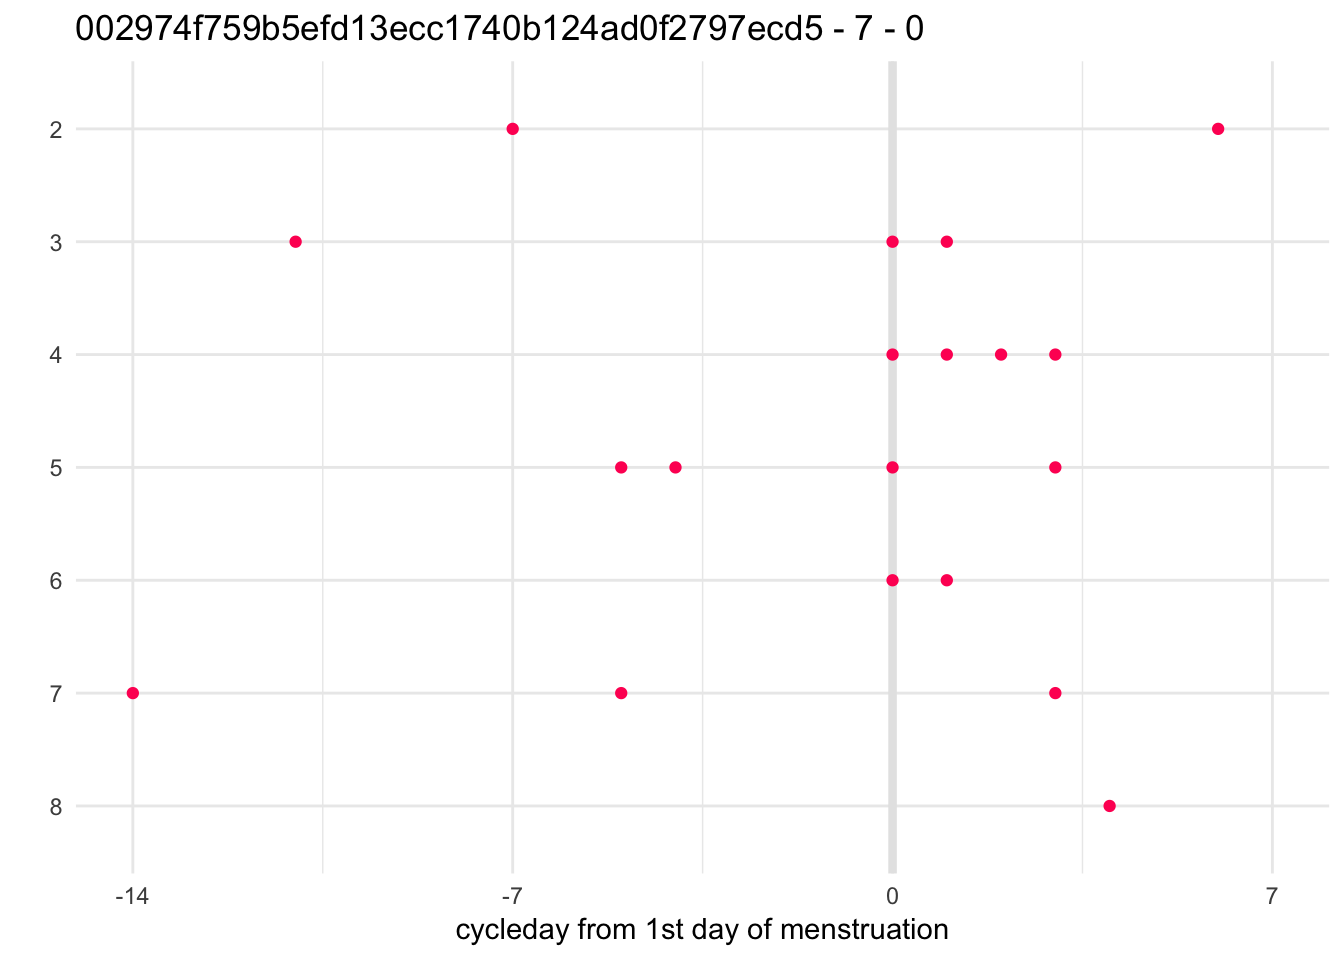 002974f759b5efd13ecc1740b124ad0f2797ecd5 - 7 - 0
2
3
4
5
6
7
8
-14 -7 0 7
cycleday from 1st day of menstruation